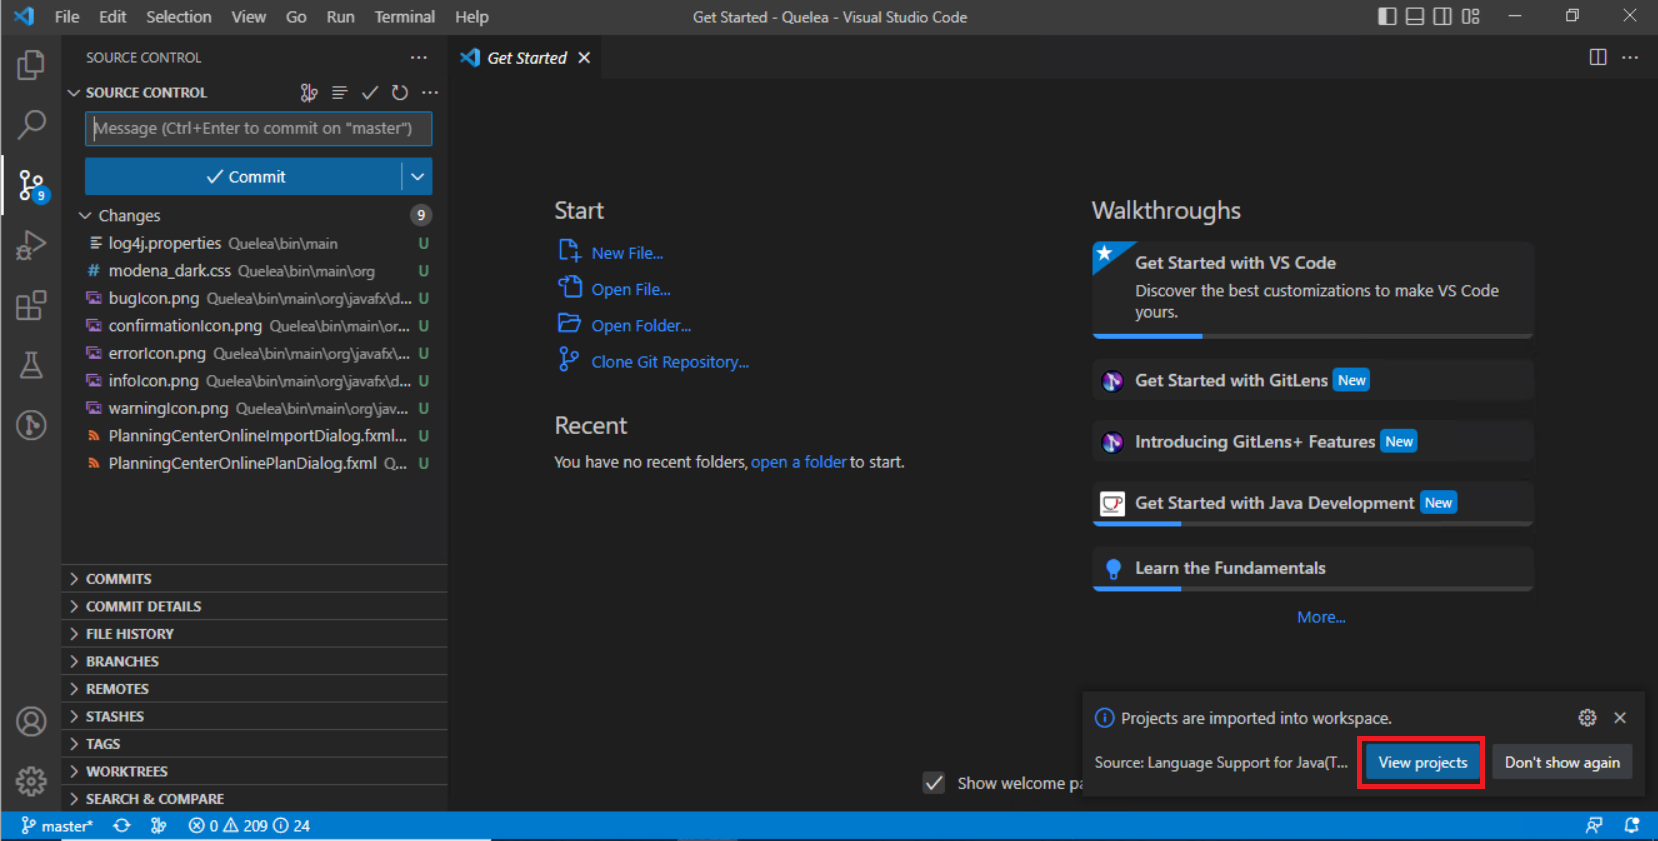 File Edit Selection View Go Run Terminal Help
Get Started - Quelea - Visual Studio Code
SOURCE CONTROL
Get Started
SOURCE CONTROL
Message (Ctrl+Enter to commit on "master")
Commit
Changes 9
log4j.properties Quelea\bin\main U
modena_dark.css Quelea\bin\main\org U
bugIcon.png Quelea\bin\main\org\javafx\d... U
confirmationIcon.png Quelea\bin\main\or... U
errorIcon.png Quelea\bin\main\org\javafx\... U
infoIcon.png Quelea\bin\main\org\javafx\d... U
warningIcon.png Quelea\bin\main\org\jav... U
PlanningCenterOnlineImportDialog.fxml... U
PlanningCenterOnlinePlanDialog.fxml Q... U
9
COMMITS
COMMIT DETAILS
FILE HISTORY
BRANCHES
REMOTES
STASHES
TAGS
WORKTREES
SEARCH & COMPARE
Start
New File...
Open File...
Open Folder...
Clone Git Repository...
Recent
You have no recent folders, open a folder to start.
Walkthroughs
Get Started with VS Code
Discover the best customizations to make VS Code
yours.
Get Started with GitLens New
Introducing GitLens+ Features New
Get Started with Java Development New
Learn the Fundamentals
More...
Show welcome pa
Projects are imported into workspace.
Source: Language Support for Java(T... View projects Don't show again
master* 0 209 24